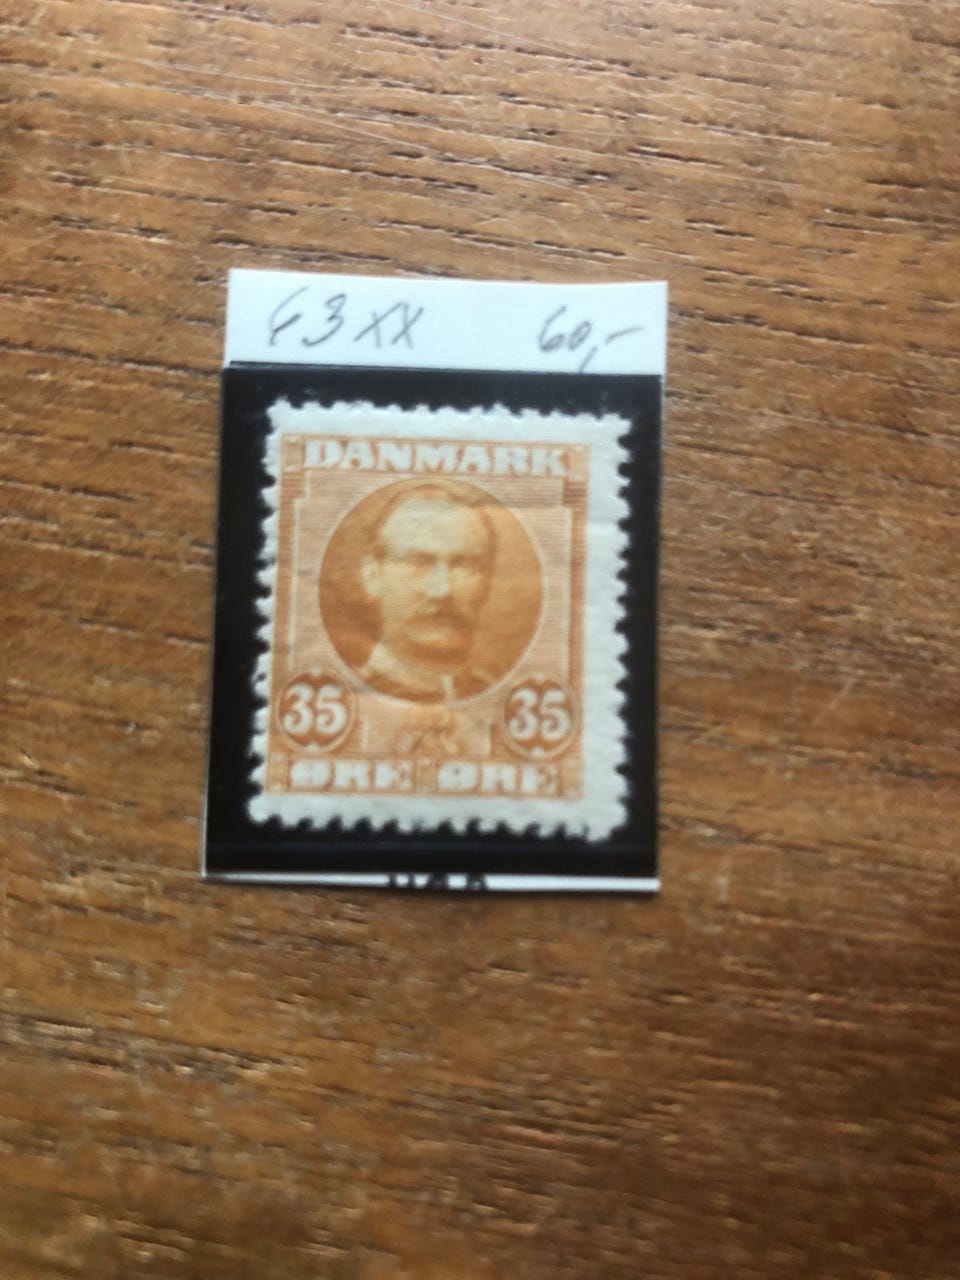 63xx 60,-
DANMARK
35 35
ØRE ØRE